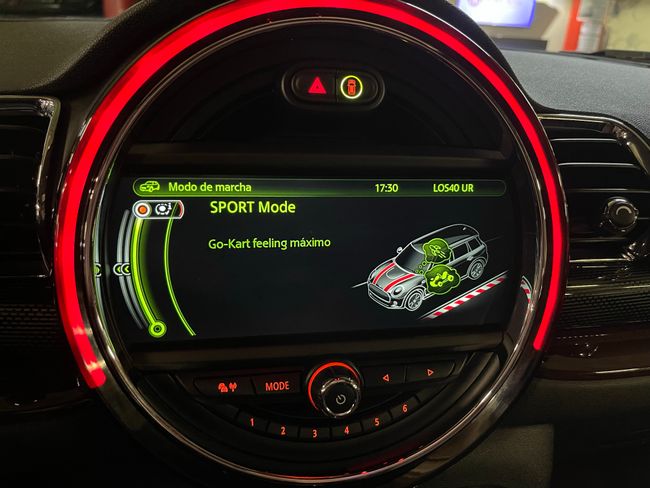 Modo de marcha 17:30 LOS40 UR
SPORT Mode
Go-Kart feeling máximo
MODE
1 2 3 4 5 6